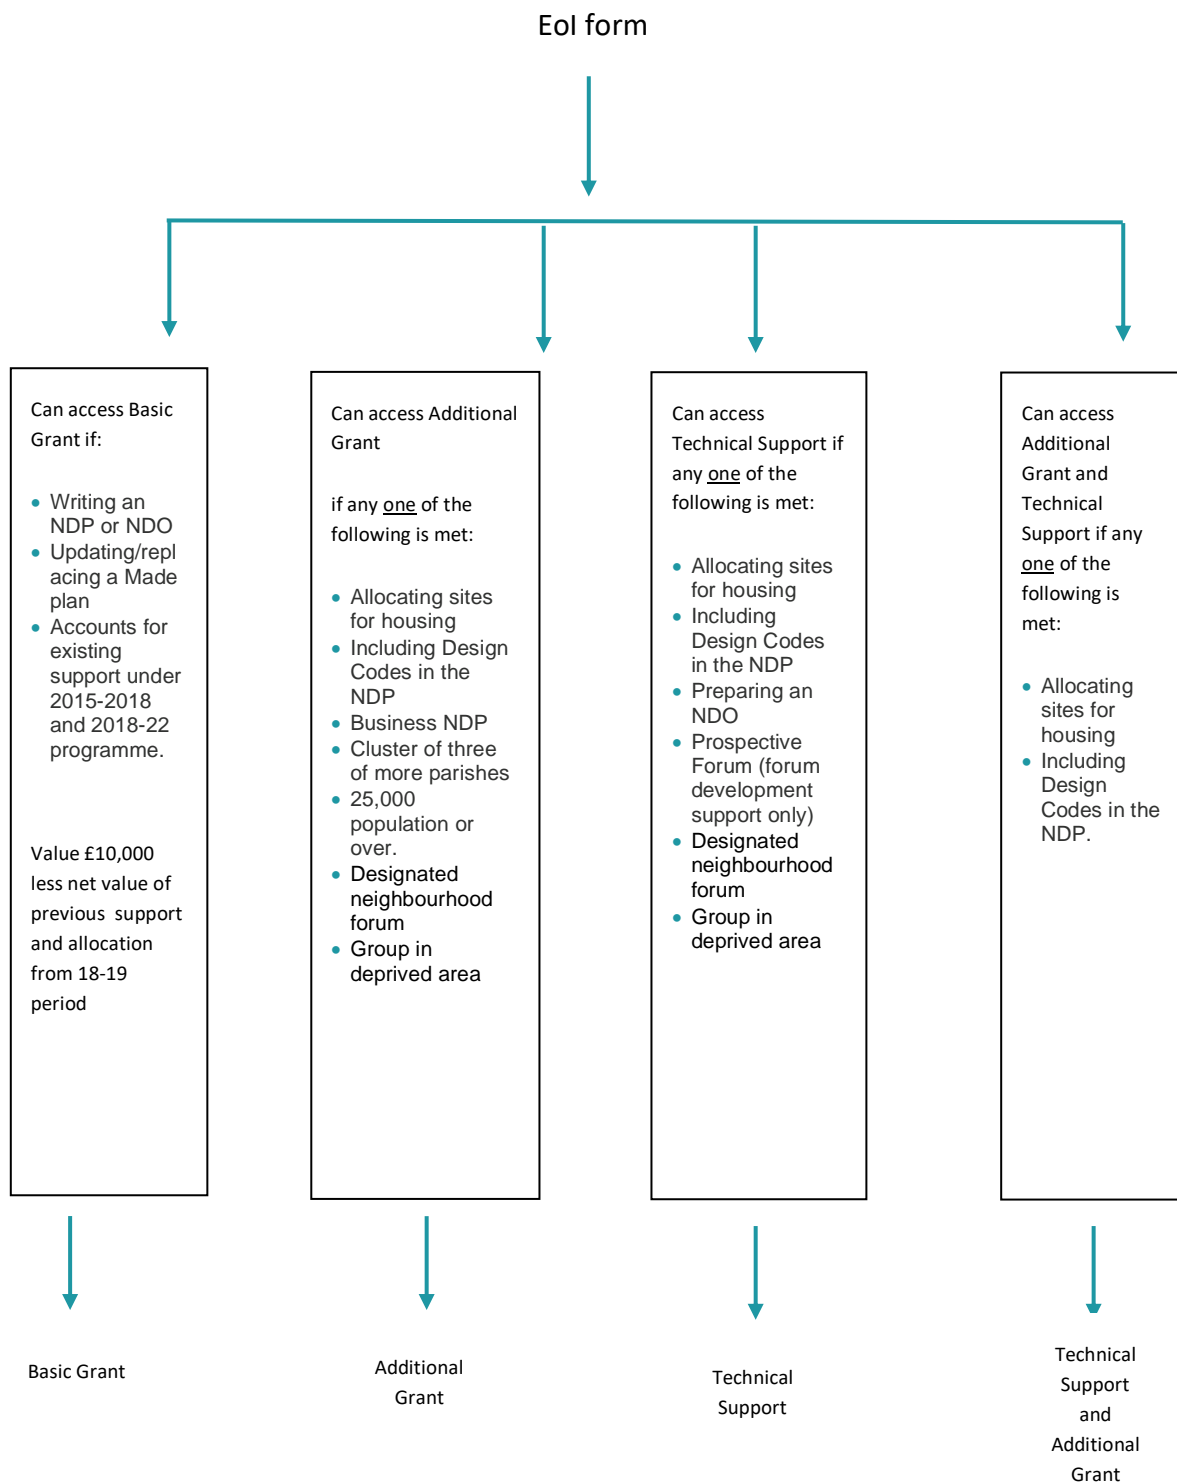 EoI form
Can access Basic
Grant if:
• Writing an
NDP or NDO
• Updating/repl
acing a Made
plan
• Accounts for
existing
support under
2015-2018
and 2018-22
programme.
Value £10,000
less net value of
previous support
and allocation
from 18-19
period
Can access Additional
Grant
if any one of the
following is met:
• Allocating sites
for housing
• Including Design
Codes in the
NDP
• Business NDP
• Cluster of three
of more parishes
• 25,000
population or
over.
• Designated
neighbourhood
forum
• Group in
deprived area
Can access
Technical Support if
any one of the
following is met:
• Allocating sites
for housing
• Including
Design Codes
in the NDP
• Preparing an
NDO
• Prospective
Forum (forum
development
support only)
• Designated
neighbourhood
forum
• Group in
deprived area
Can access
Additional
Grant and
Technical
Support if any
one of the
following is
met:
• Allocating
sites for
housing
• Including
Design
Codes in the
NDP.
Basic Grant
Additional
Grant
Technical
Support
Technical
Support
and
Additional
Grant